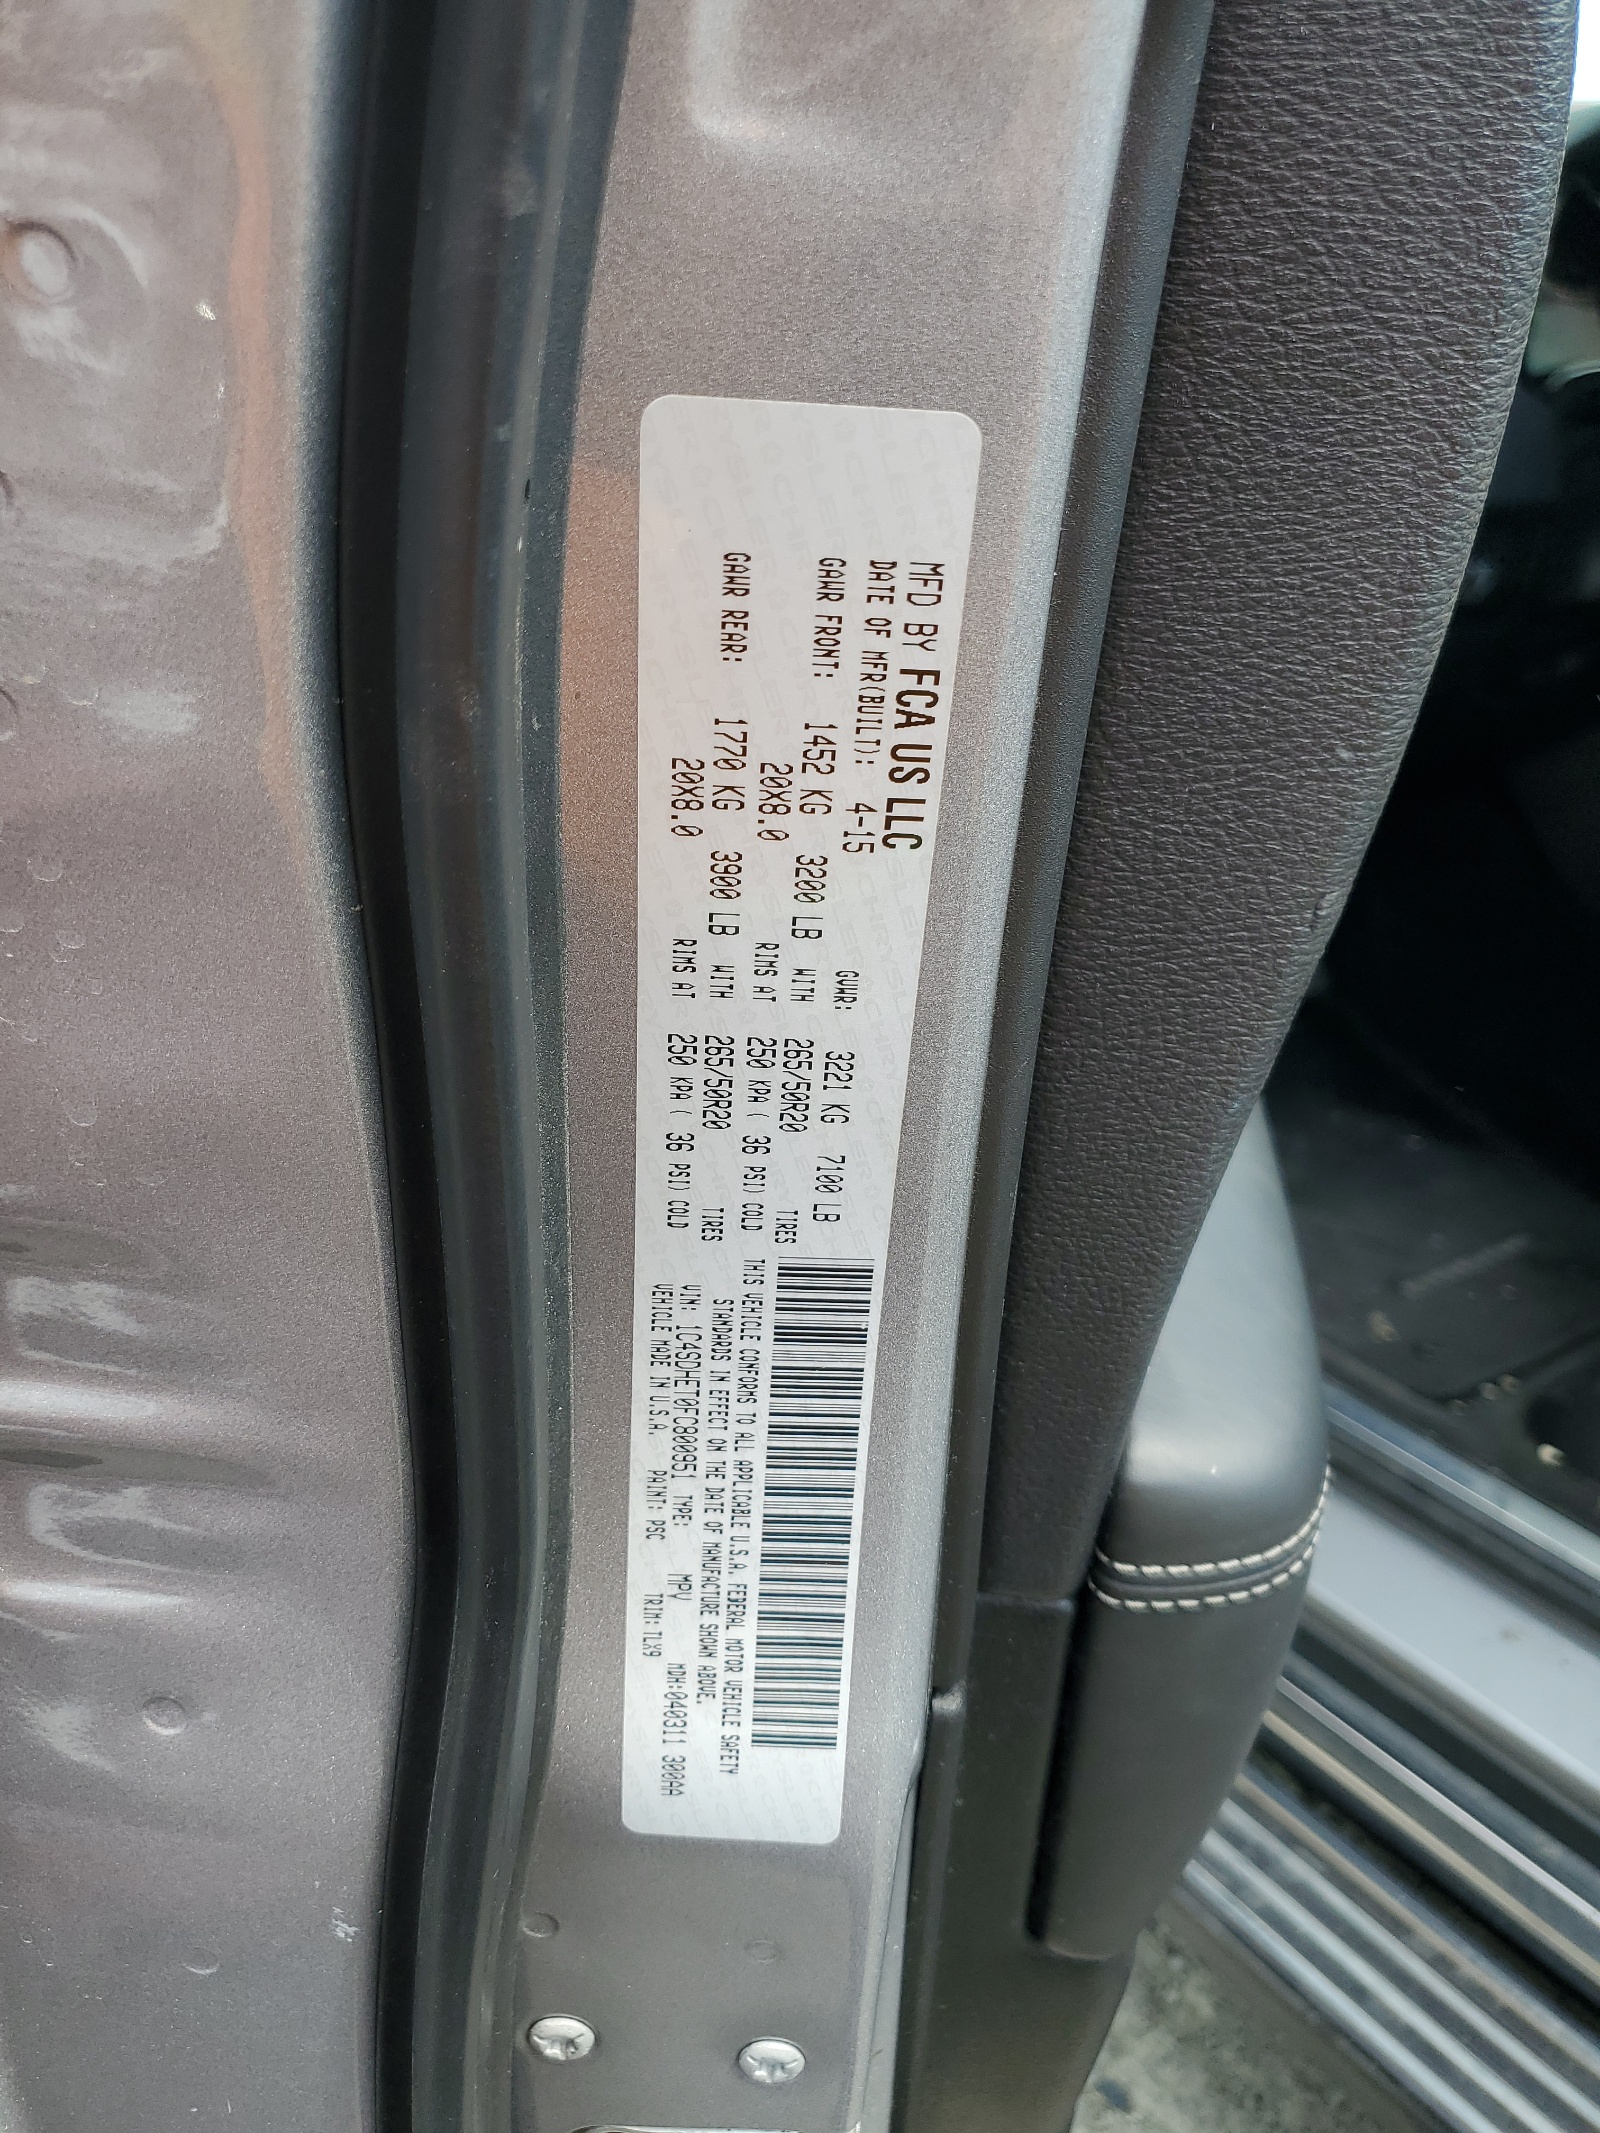 MFD BY FCA US LLC
DATE OF MFR(BUILT): 4-15 GVWR: 3221 KG 7100 LB
GAWR FRONT: 1452 KG 3200 LB WITH 265/50R20 TIRES
20X8.0 RIMS AT 250 KPA ( 36 PSI) COLD
GAWR REAR: 1770 KG 3900 LB WITH 265/50R20 TIRES
20X8.0 RIMS AT 250 KPA ( 36 PSI) COLD
THIS VEHICLE CONFORMS TO ALL APPLICABLE U.S.A. FEDERAL MOTOR VEHICLE SAFETY
STANDARDS IN EFFECT ON THE DATE OF MANUFACTURE SHOWN ABOVE.
VIN: 1C4SDHET0FC800951 TYPE: MPV MDH:040311 300AA
VEHICLE MADE IN U.S.A. PAINT: PSC TRIM: TLX9